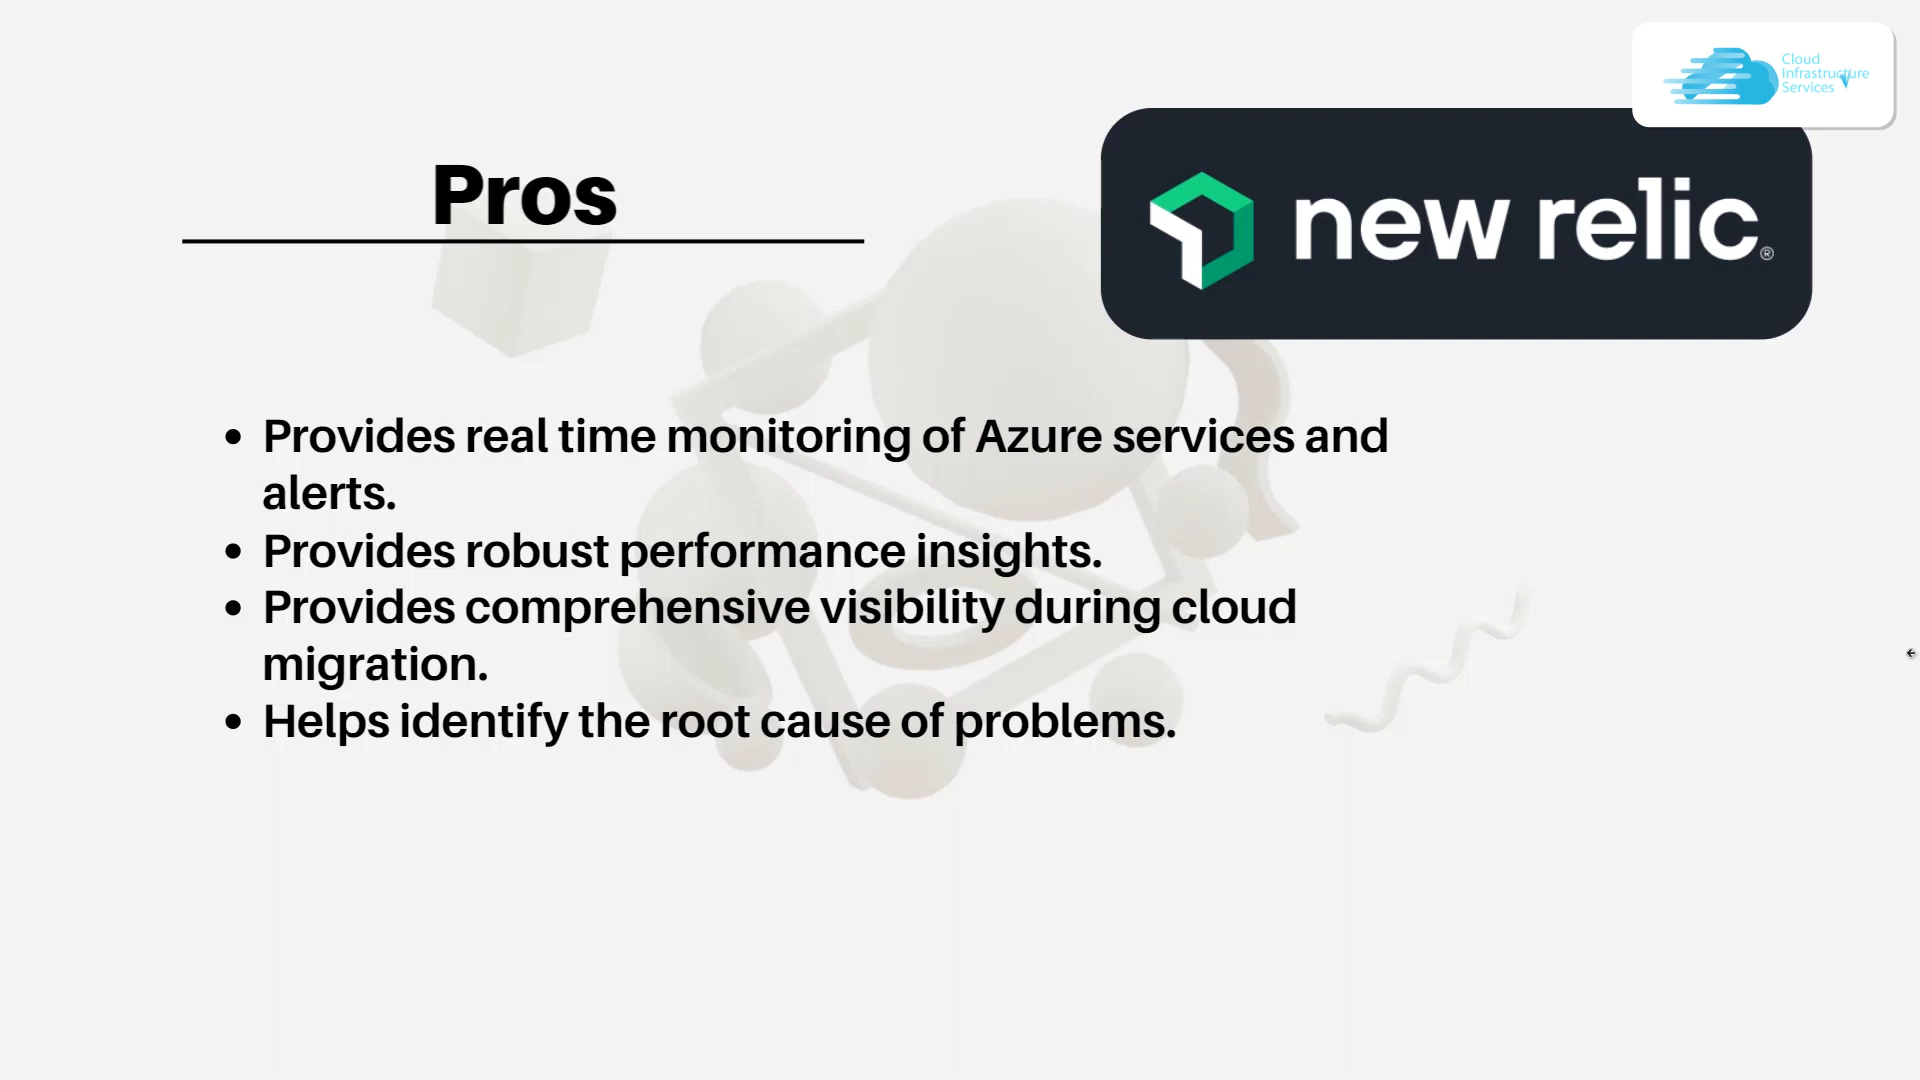 Cloud
Infrastructure
Services
Pros
new relic®
• Provides real time monitoring of Azure services and
alerts.
• Provides robust performance insights.
• Provides comprehensive visibility during cloud
migration.
• Helps identify the root cause of problems.